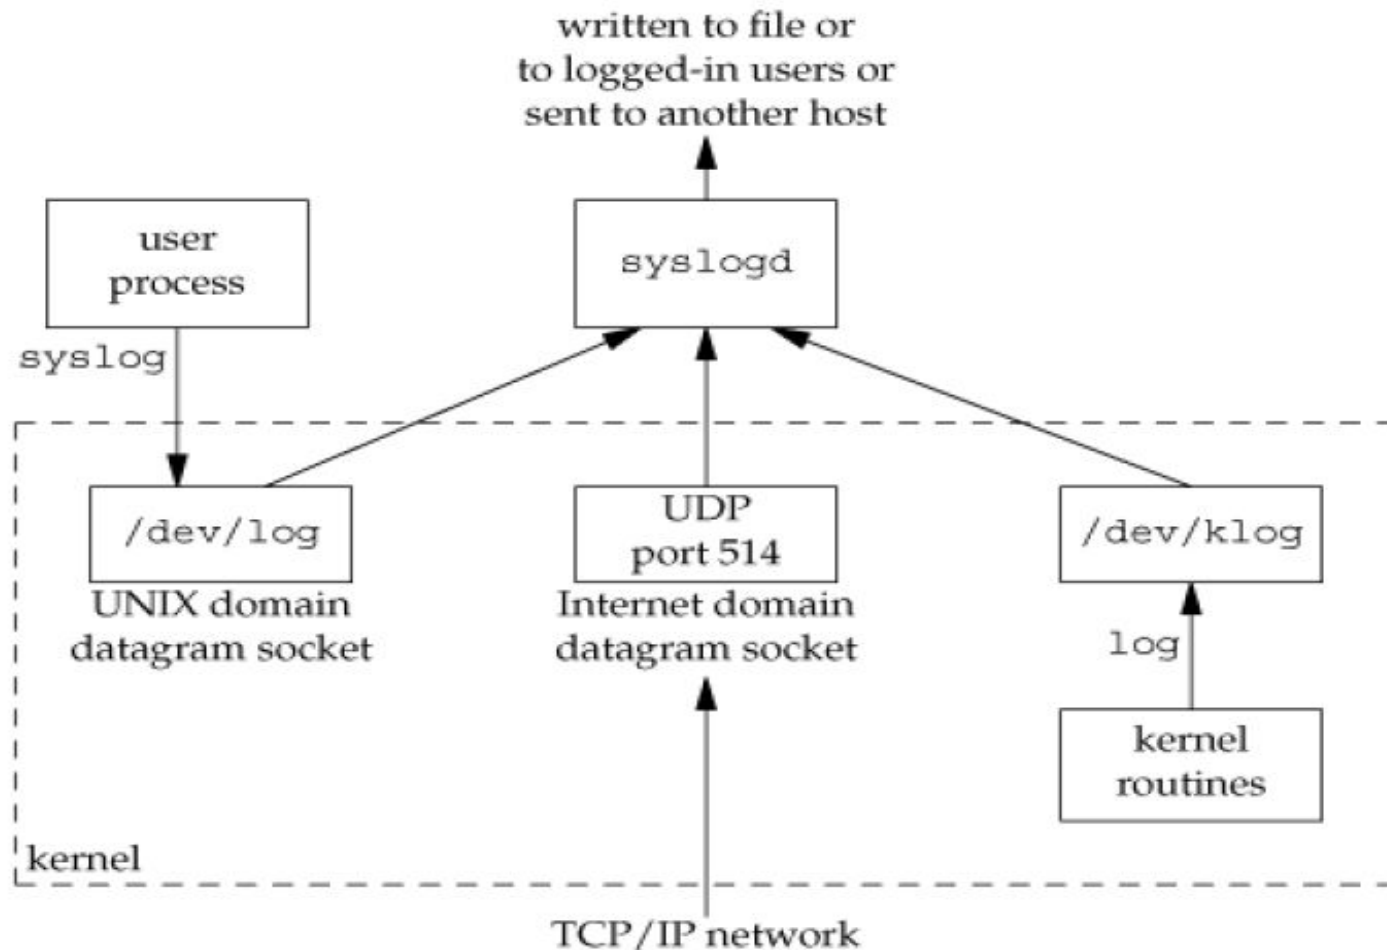 written to file or
to logged-in users or
sent to another host
user
process
syslogd
syslog
/dev/log
UNIX domain
datagram socket
UDP
port 514
Internet domain
datagram socket
/dev/klog
log
kernel
routines
kernel
TCP/IP network